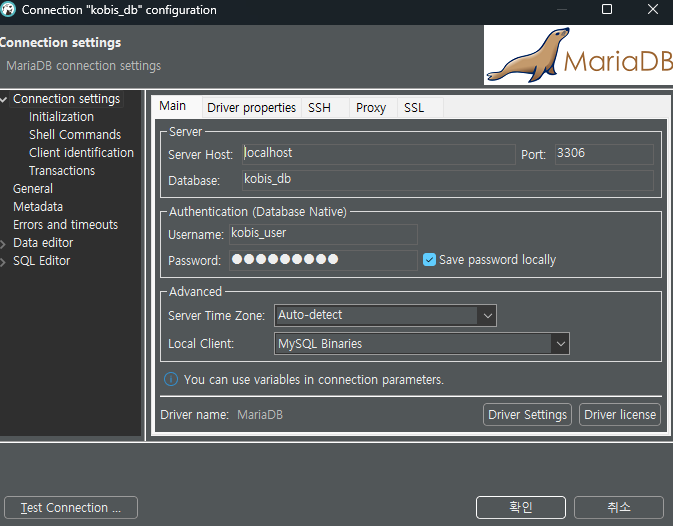 Connection "kobis_db" configuration
Connection settings
MariaDB connection settings
MariaDB
Connection settings
Initialization
Shell Commands
Client identification
Transactions
General
Metadata
Errors and timeouts
Data editor
SQL Editor
Main Driver properties SSH Proxy SSL
Server
Server Host: localhost Port: 3306
Database: kobis_db
Authentication (Database Native)
Username: kobis_user
Password: ●●●●●●●●● Save password locally
Advanced
Server Time Zone: Auto-detect
Local Client: MySQL Binaries
You can use variables in connection parameters.
Driver name: MariaDB Driver Settings Driver license
Test Connection ... 확인 취소